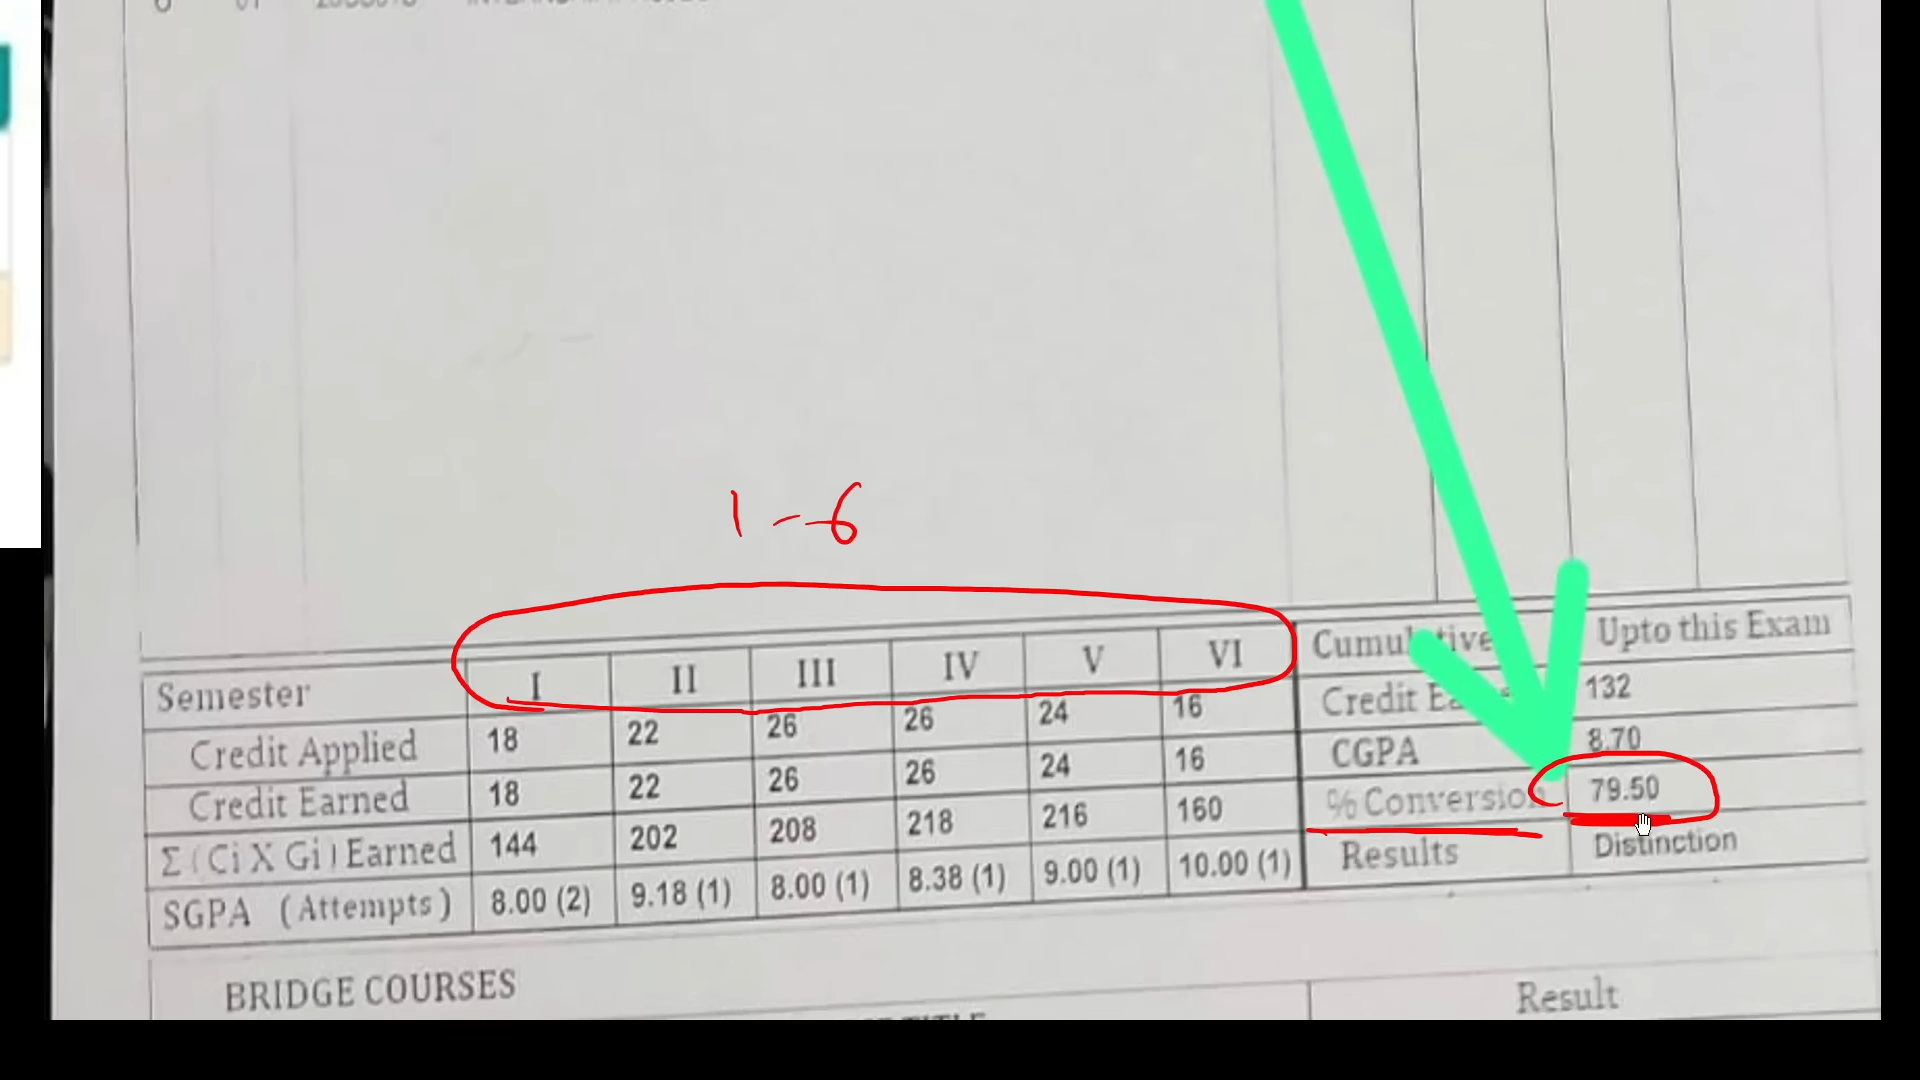 1 - 6
Semester I II III IV V VI Cumulative Upto this Exam
Credit Applied 18 22 26 26 24 16 Credit 132
Credit Earned 18 22 26 26 24 16 CGPA 8.70
Σ (Ci X Gi) Earned 144 202 208 218 216 160 % Conversion 79.50
SGPA (Attempts) 8.00 (2) 9.18 (1) 8.00 (1) 8.38 (1) 9.00 (1) 10.00 (1) Results Distinction
BRIDGE COURSES Result